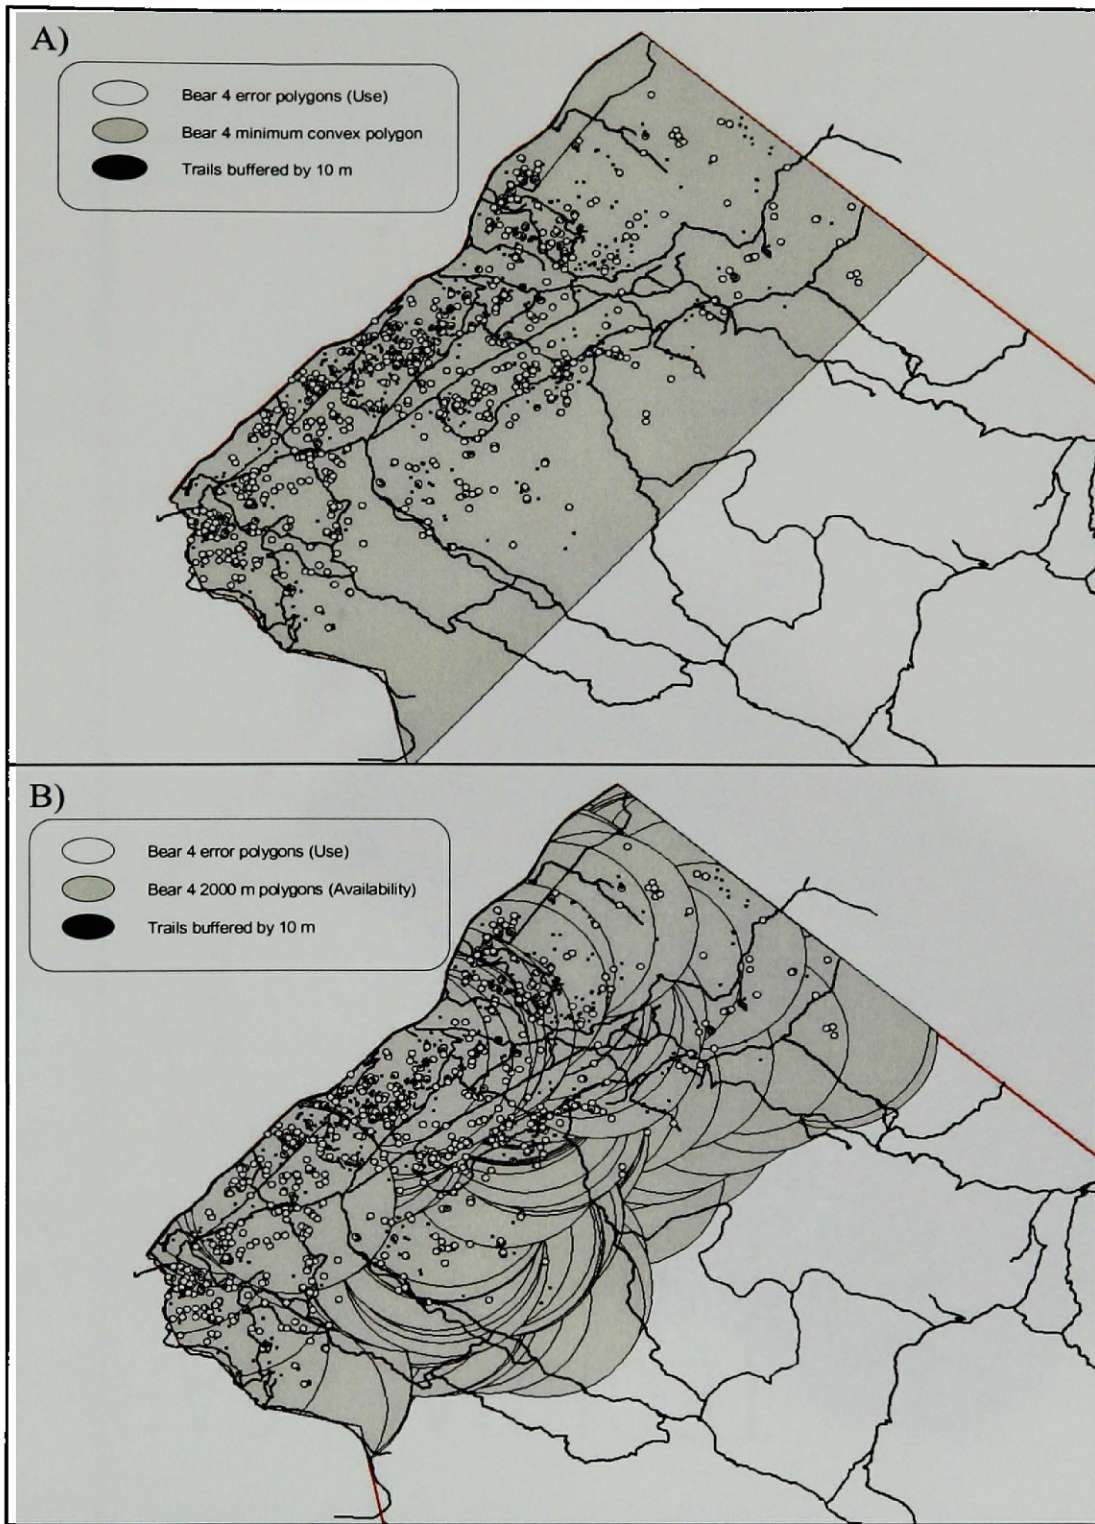 A)
Bear 4 error polygons (Use)
Bear 4 minimum convex polygon
Trails buffered by 10 m
B)
Bear 4 error polygons (Use)
Bear 4 2000 m polygons (Availability)
Trails buffered by 10 m